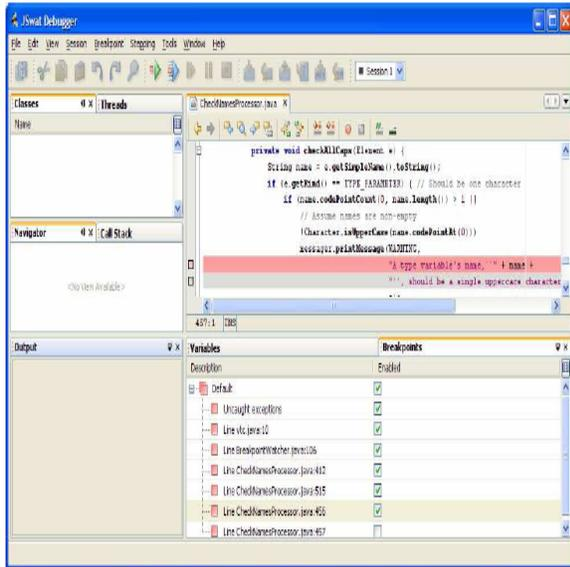 JSwat Debugger
File Edit View Session Breakpoint Stepping Tools Window Help
Session 1
Classes
Threads
Name
Navigator
Call Stack
<No View Available>
CheckNamesProcessor.java
private void checkAllCaps(Element e) {
String name = e.getSimpleName().toString();
if (e.getKind() == TYPE_PARAMETER) { // Should be one character
if (name.codePointCount(0, name.length()) > 1 ||
// Assume names are non-empty
!Character.isUpperCase(name.codePointAt(0)))
messager.printMessage(WARNING,
"A type variable's name,``" + name +
"'', should be a single uppercase character
457:1 INS
Output
Variables
Breakpoints
Description Enabled
Default
Uncaught exceptions
Line vtc.java:10
Line BreakpointWatcher.java:106
Line CheckNamesProcessor.java:412
Line CheckNamesProcessor.java:515
Line CheckNamesProcessor.java:456
Line CheckNamesProcessor.java:457